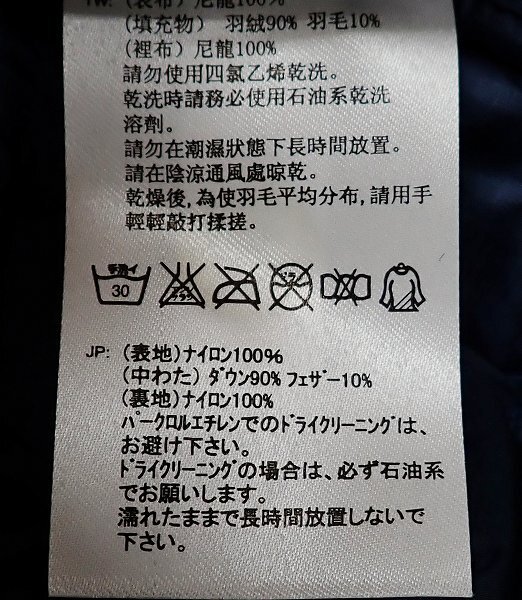 TW: (表布) 尼龍100%
(填充物) 羽絨90% 羽毛10%
(裡布) 尼龍100%
請勿使用四氯乙烯乾洗。
乾洗時請務必使用石油系乾洗
溶劑。
請勿在潮濕狀態下長時間放置。
請在陰涼通風處晾乾。
乾燥後,為使羽毛平均分布,請用手
輕輕敲打揉搓。
手洗イ
30
JP: (表地)ナイロン100%
(中わた) ダウン90% フェザー10%
(裏地)ナイロン100%
パークロルエチレンでのドライクリーニングは、
お避け下さい。
ドライクリーニングの場合は、必ず石油系
でお願いします。
濡れたままで長時間放置しないで
下さい。